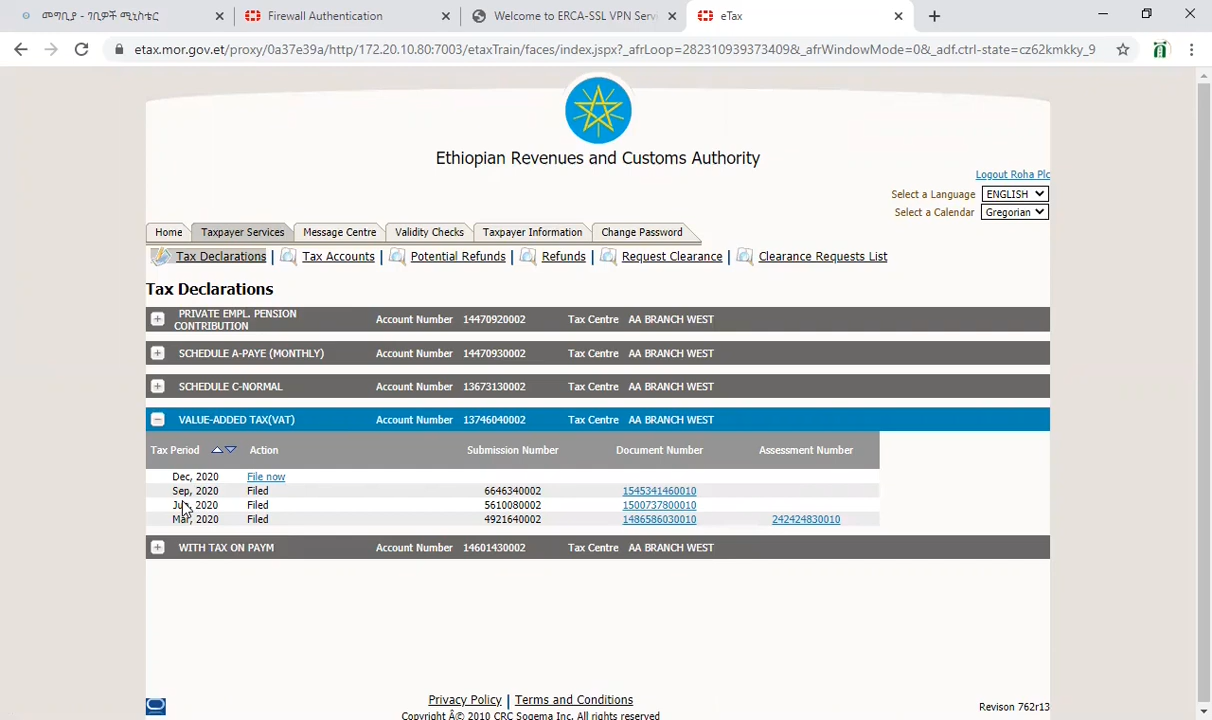 መግቢያ - ገቢዎች ሚኒስቴር
Firewall Authentication
Welcome to ERCA-SSL VPN Servi
eTax
etax.mor.gov.et/proxy/0a37e39a/http/172.20.10.80:7003/etaxTrain/faces/index.jspx?_afrLoop=2823109393373409&_afrWindowMode=0&_adf.ctrl-state=cz62kmkky_9
Ethiopian Revenues and Customs Authority
Logout Roha Plc
Select a Language ENGLISH
Select a Calendar Gregorian
Home Taxpayer Services Message Centre Validity Checks Taxpayer Information Change Password
Tax Declarations | Tax Accounts | Potential Refunds | Refunds | Request Clearance | Clearance Requests List
Tax Declarations
PRIVATE EMPL. PENSION
CONTRIBUTION Account Number 14470920002 Tax Centre AA BRANCH WEST
SCHEDULE A-PAYE (MONTHLY) Account Number 14470930002 Tax Centre AA BRANCH WEST
SCHEDULE C-NORMAL Account Number 13673130002 Tax Centre AA BRANCH WEST
VALUE-ADDED TAX(VAT) Account Number 13746040002 Tax Centre AA BRANCH WEST
Tax Period Action Submission Number Document Number Assessment Number
Dec, 2020 File now
Sep, 2020 Filed 6646340002 1545341460010
2020 Filed 5610080002 1500737800010
Mar, 2020 Filed 4921640002 1486586030010 242424830010
WITH TAX ON PAYM Account Number 14601430002 Tax Centre AA BRANCH WEST
Privacy Policy | Terms and Conditions
Copyright Â© 2010 CRC Sogema Inc. All rights reserved
Revison 762r13